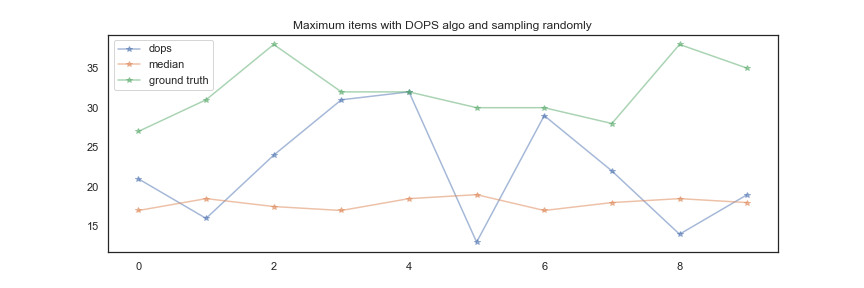 Maximum items with DOPS algo and sampling randomly
dops
median
ground truth
35
30
25
20
15
0
2
4
6
8